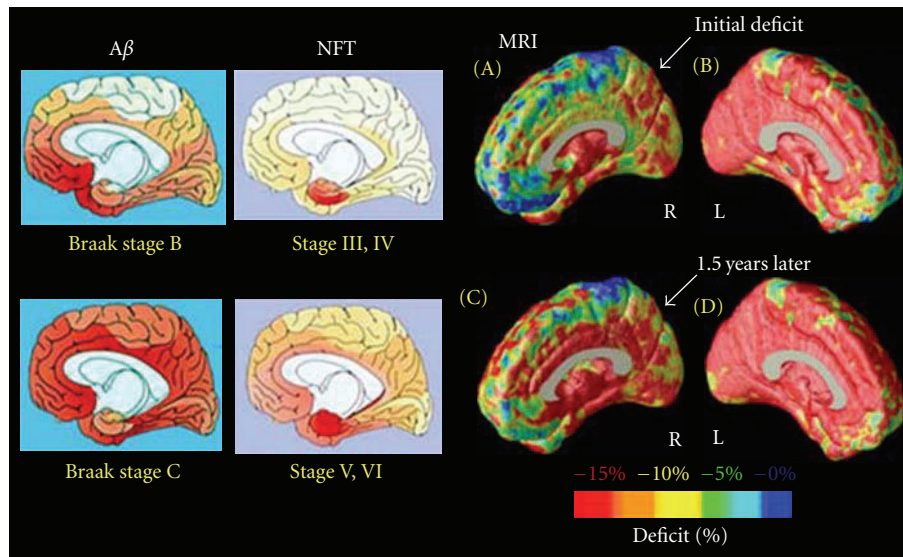 Aβ
NFT
Braak stage B
Stage III, IV
Braak stage C
Stage V, VI
MRI
Initial deficit
(A)
(B)
R
L
1.5 years later
(C)
(D)
R
L
−15% −10% −5% −0%
Deficit (%)